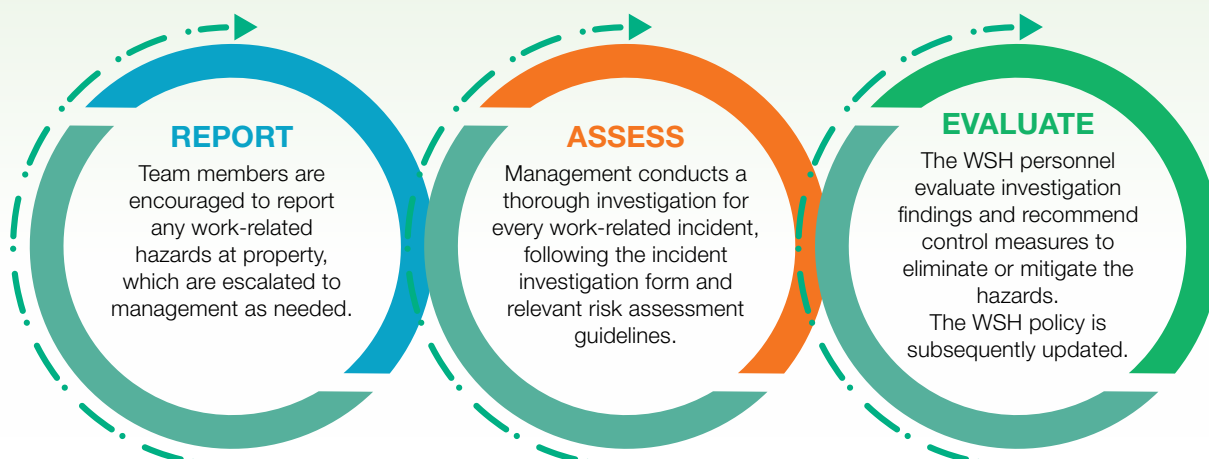 REPORT
Team members are
encouraged to report
any work-related
hazards at property,
which are escalated to
management as needed.
ASSESS
Management conducts a
thorough investigation for
every work-related incident,
following the incident
investigation form and
relevant risk assessment
guidelines.
EVALUATE
The WSH personnel
evaluate investigation
findings and recommend
control measures to
eliminate or mitigate the
hazards.
The WSH policy is
subsequently updated.